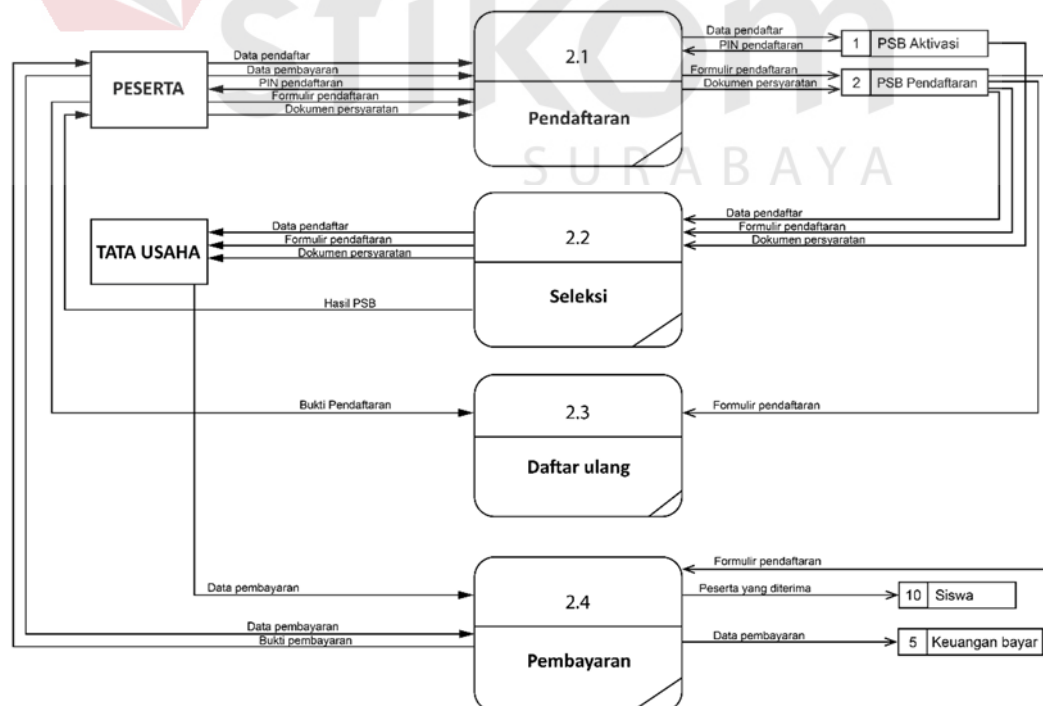 STIKOM
SURABAYA
PESERTA
Data pendaftar
Data pembayaran
PIN pendaftaran
Formulir pendaftaran
Dokumen persyaratan
2.1
Pendaftaran
Data pendaftar
PIN pendaftaran
Formulir pendaftaran
Dokumen persyaratan
1 PSB Aktivasi
2 PSB Pendaftaran
TATA USAHA
Data pendaftar
Formulir pendaftaran
Dokumen persyaratan
Hasil PSB
2.2
Seleksi
Data pendaftar
Formulir pendaftaran
Dokumen persyaratan
Bukti Pendaftaran
2.3
Daftar ulang
Formulir pendaftaran
Data pembayaran
Data pembayaran
Bukti pembayaran
2.4
Pembayaran
Formulir pendaftaran
Peserta yang diterima
Data pembayaran
10 Siswa
5 Keuangan bayar